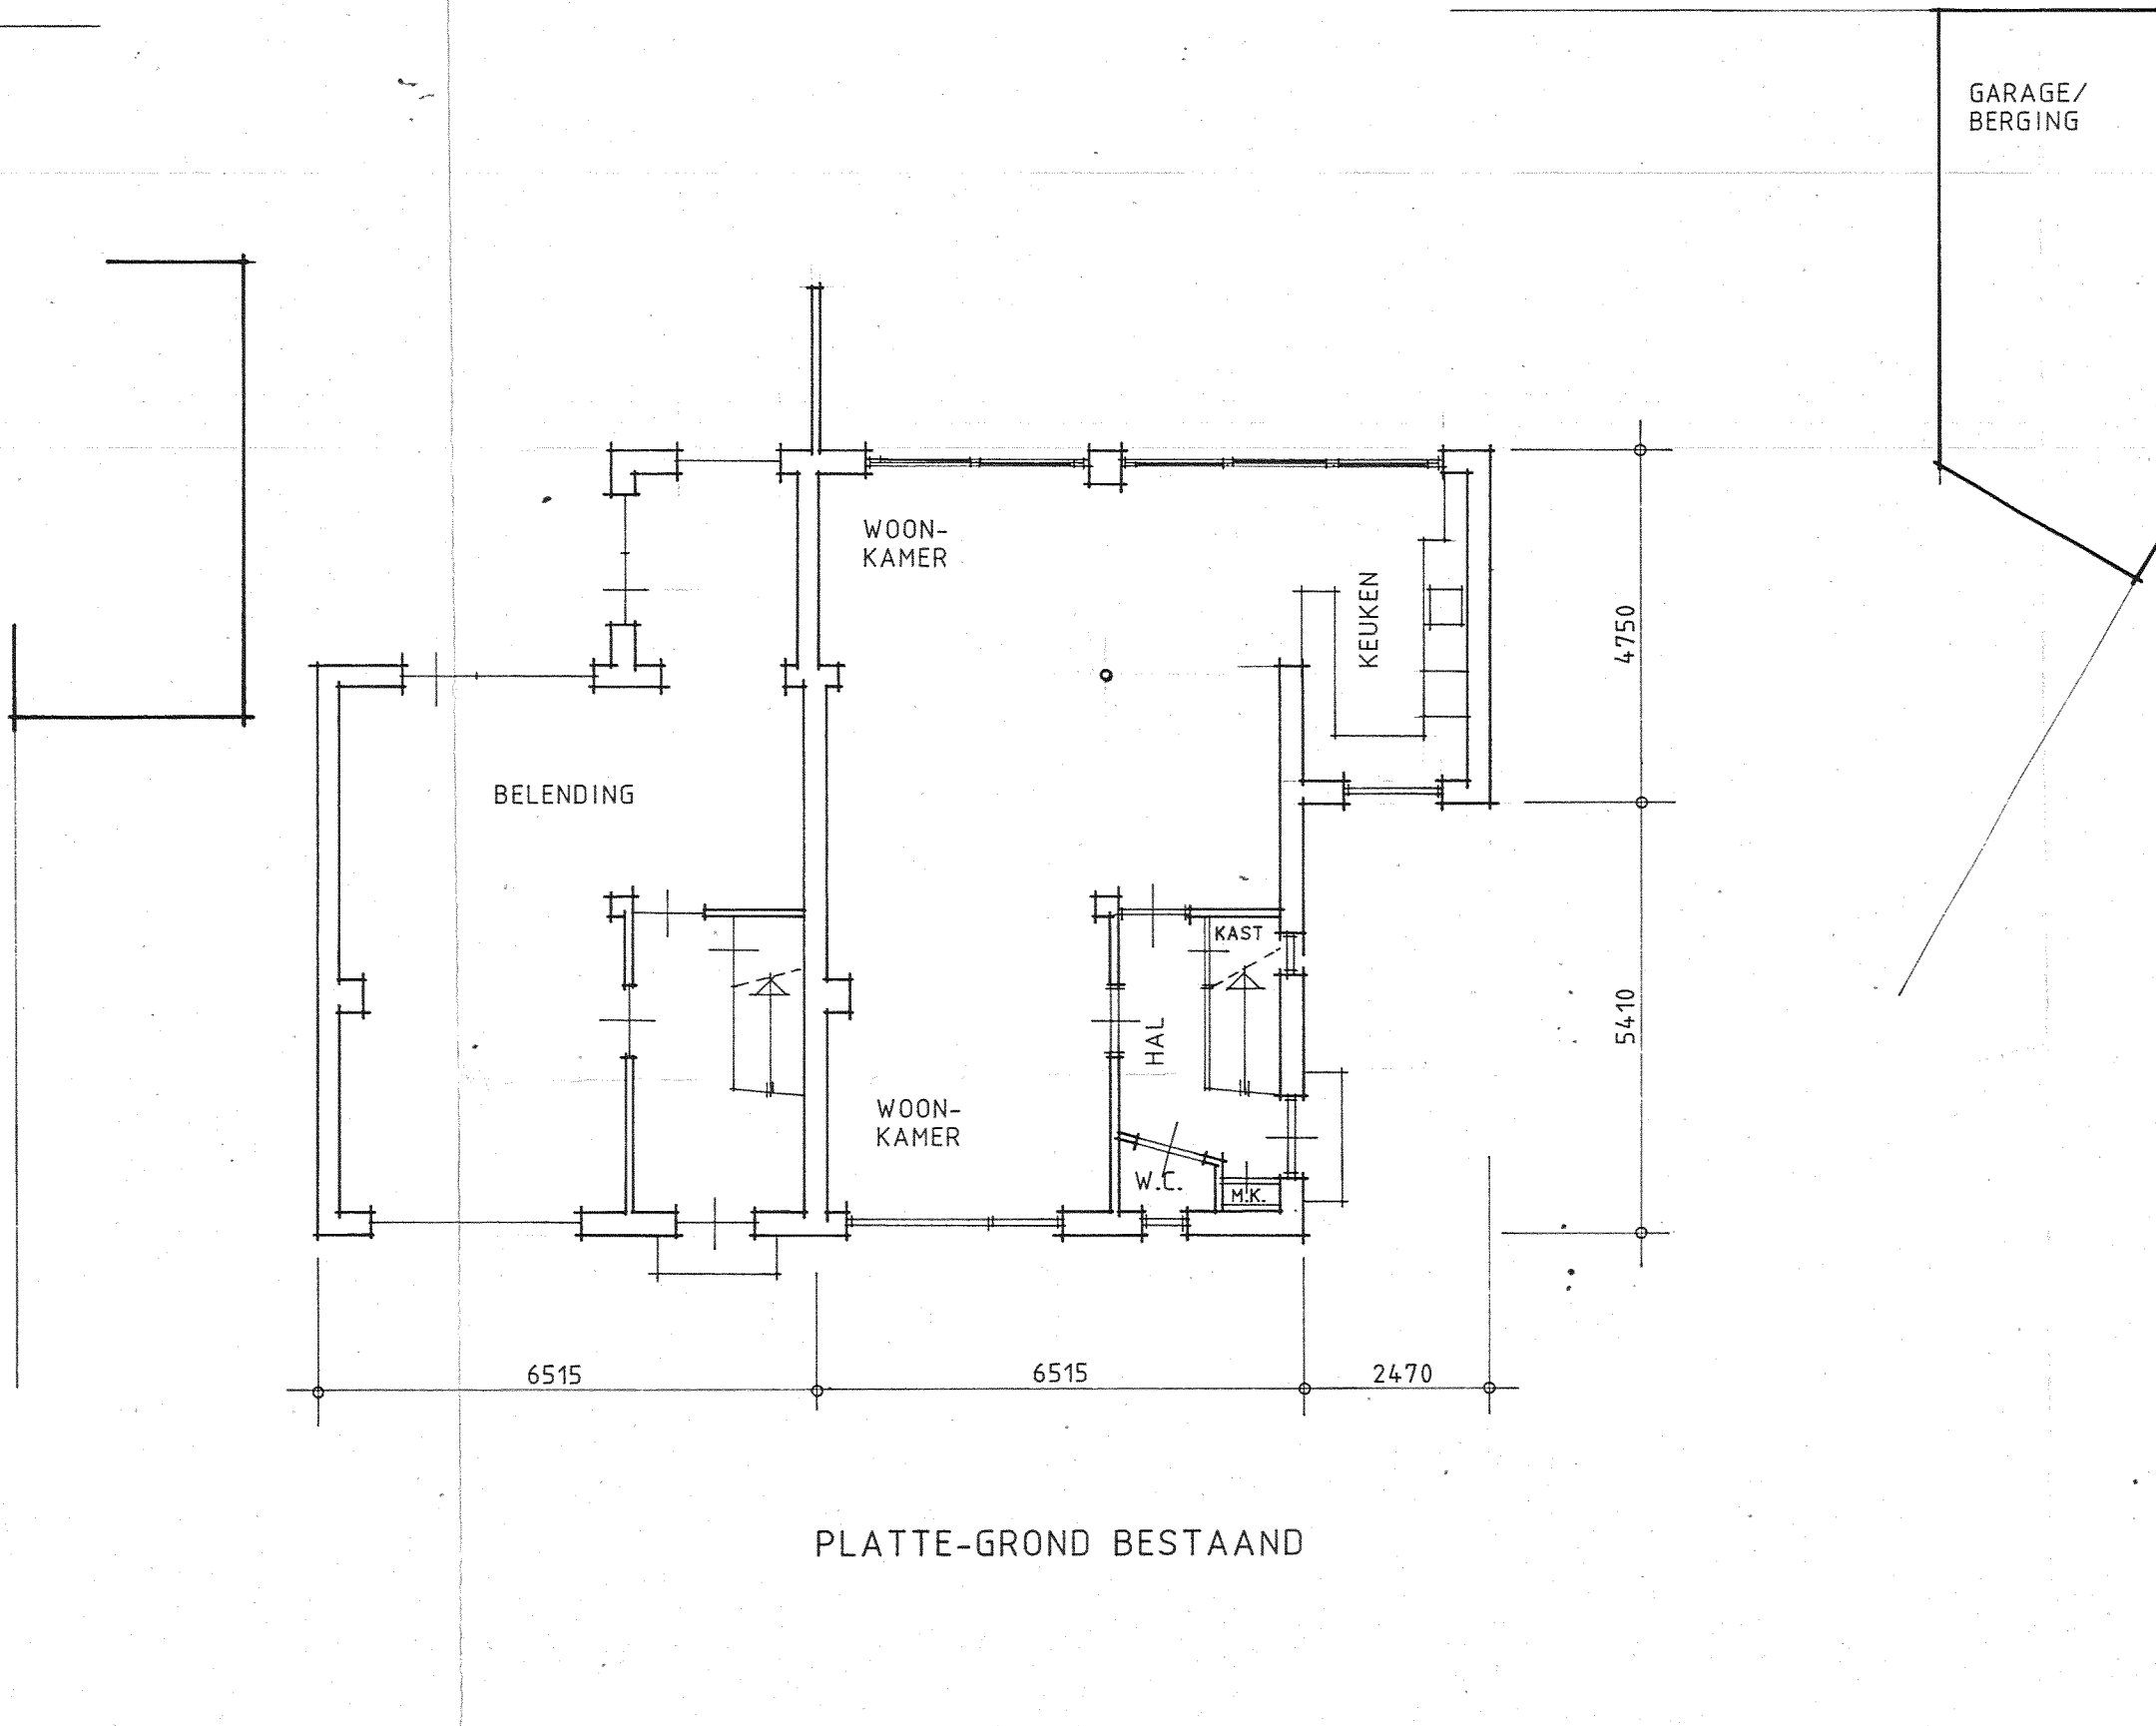 GARAGE/
BERGING
WOON-
KAMER
KEUKEN
4750
BELENDING
KAST
5410
HAL
WOON-
KAMER
W.C.
M.K.
6515
6515
2470
PLATTE-GROND BESTAAND